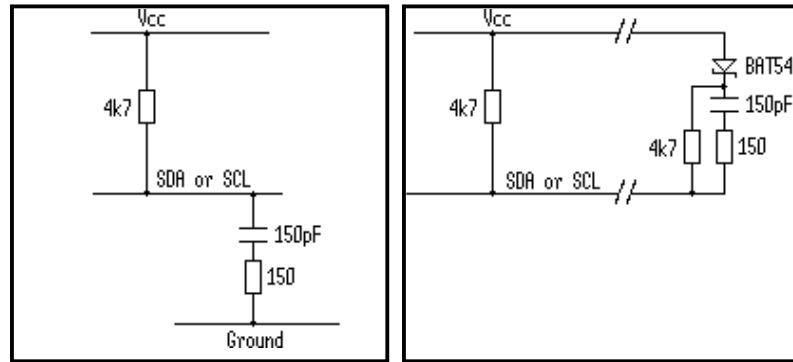 Vcc
4k7
SDA or SCL
150pF
150
Ground
Vcc
BAT54
4k7
150pF
4k7
150
SDA or SCL